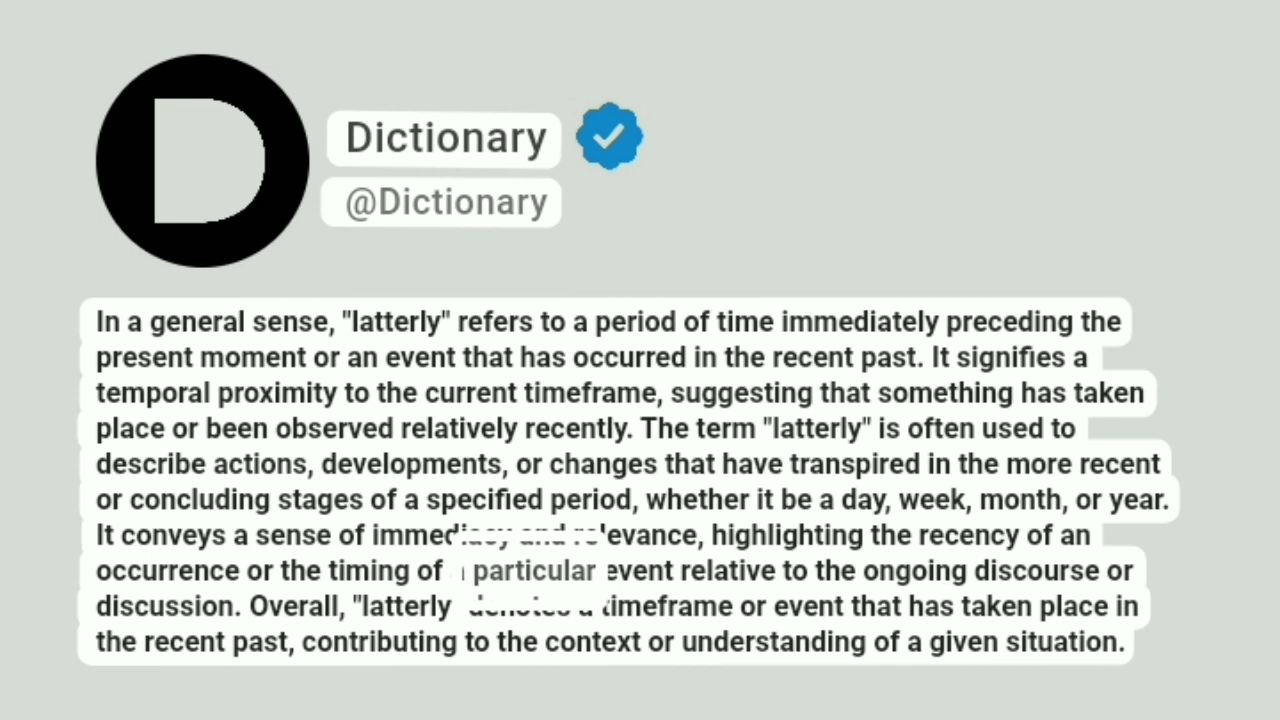 Dictionary
@Dictionary
In a general sense, "latterly" refers to a period of time immediately preceding the
present moment or an event that has occurred in the recent past. It signifies a
temporal proximity to the current timeframe, suggesting that something has taken
place or been observed relatively recently. The term "latterly" is often used to
describe actions, developments, or changes that have transpired in the more recent
or concluding stages of a specified period, whether it be a day, week, month, or year.
It conveys a sense of immediacy and relevance, highlighting the recency of an
occurrence or the timing of particular event relative to the ongoing discourse or
discussion. Overall, "latterly denotes a timeframe or event that has taken place in
the recent past, contributing to the context or understanding of a given situation.